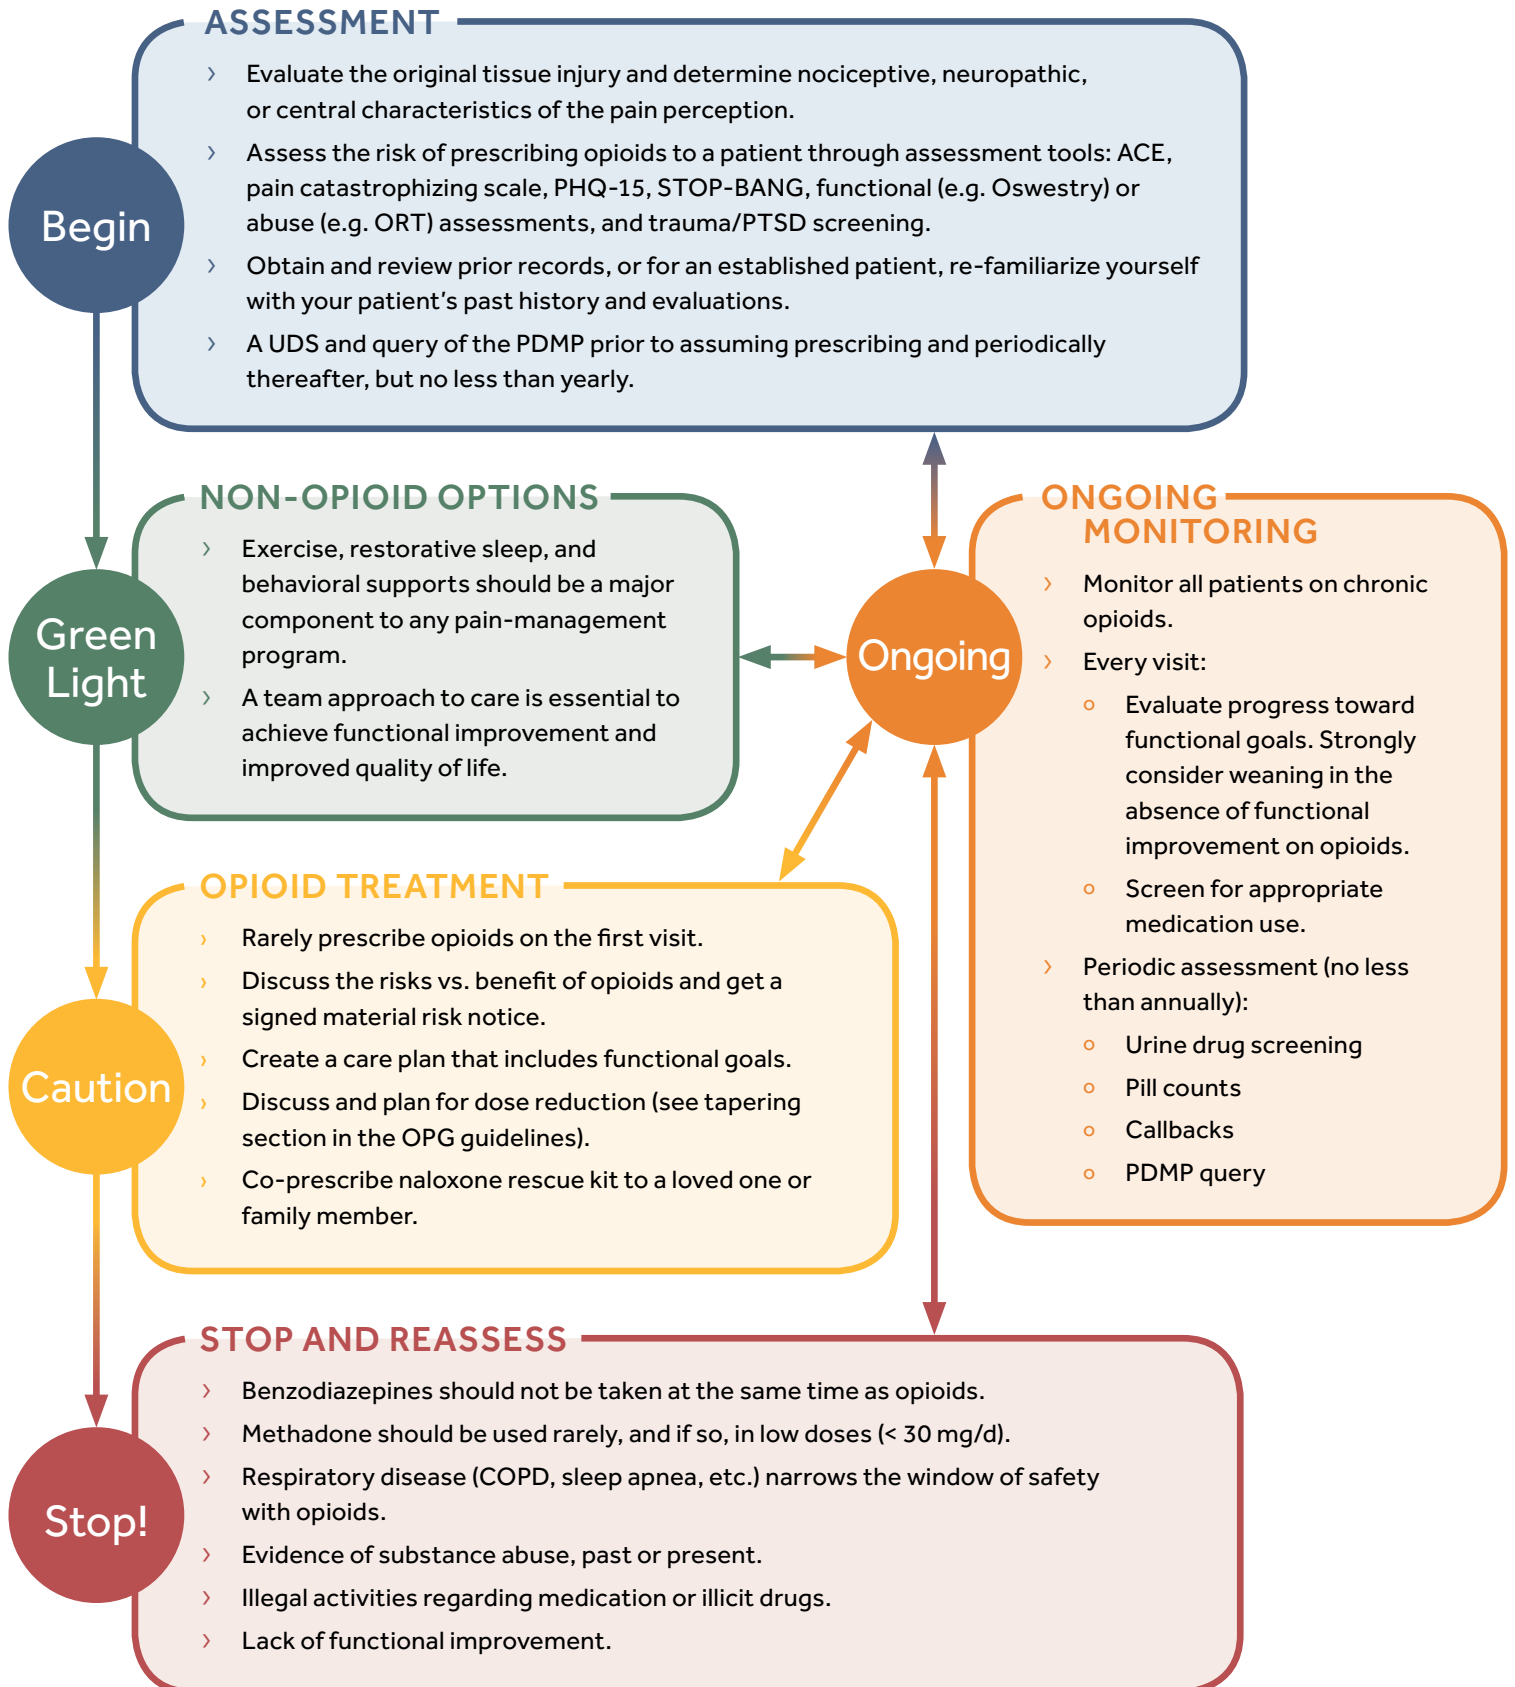 ASSESSMENT
› Evaluate the original tissue injury and determine nociceptive, neuropathic,
or central characteristics of the pain perception.
› Assess the risk of prescribing opioids to a patient through assessment tools: ACE,
pain catastrophizing scale, PHQ-15, STOP-BANG, functional (e.g. Oswestry) or
abuse (e.g. ORT) assessments, and trauma/PTSD screening.
› Obtain and review prior records, or for an established patient, re-familiarize yourself
with your patient's past history and evaluations.
› A UDS and query of the PDMP prior to assuming prescribing and periodically
thereafter, but no less than yearly.
Begin
NON-OPIOID OPTIONS
› Exercise, restorative sleep, and
behavioral supports should be a major
component to any pain-management
program.
› A team approach to care is essential to
achieve functional improvement and
improved quality of life.
Green
Light
Ongoing
ONGOING
MONITORING
› Monitor all patients on chronic
opioids.
› Every visit:
o Evaluate progress toward
functional goals. Strongly
consider weaning in the
absence of functional
improvement on opioids.
o Screen for appropriate
medication use.
› Periodic assessment (no less
than annually):
o Urine drug screening
o Pill counts
o Callbacks
o PDMP query
OPIOID TREATMENT
› Rarely prescribe opioids on the first visit.
› Discuss the risks vs. benefit of opioids and get a
signed material risk notice.
› Create a care plan that includes functional goals.
› Discuss and plan for dose reduction (see tapering
section in the OPG guidelines).
› Co-prescribe naloxone rescue kit to a loved one or
family member.
Caution
STOP AND REASSESS
› Benzodiazepines should not be taken at the same time as opioids.
› Methadone should be used rarely, and if so, in low doses (< 30 mg/d).
› Respiratory disease (COPD, sleep apnea, etc.) narrows the window of safety
with opioids.
› Evidence of substance abuse, past or present.
› Illegal activities regarding medication or illicit drugs.
› Lack of functional improvement.
Stop!